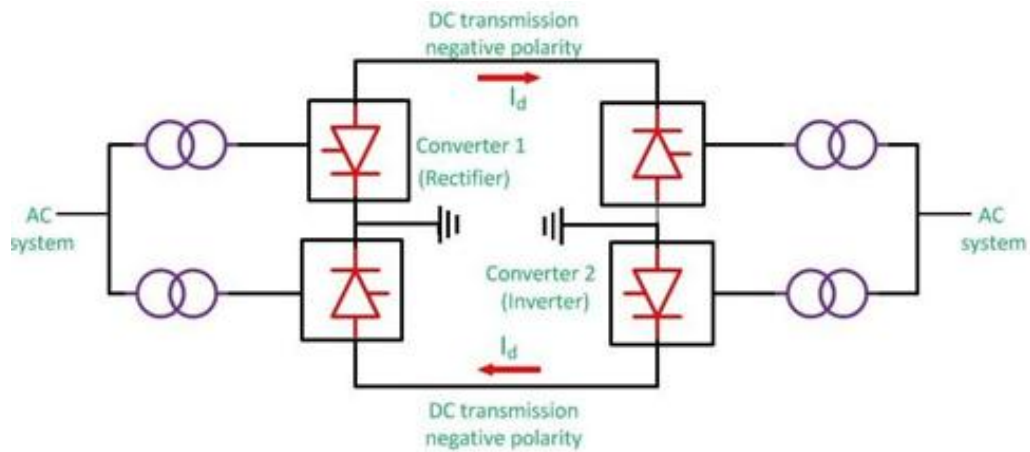 DC transmission
negative polarity
I_d
Converter 1
(Rectifier)
AC
system
AC
system
Converter 2
(Inverter)
I_d
DC transmission
negative polarity